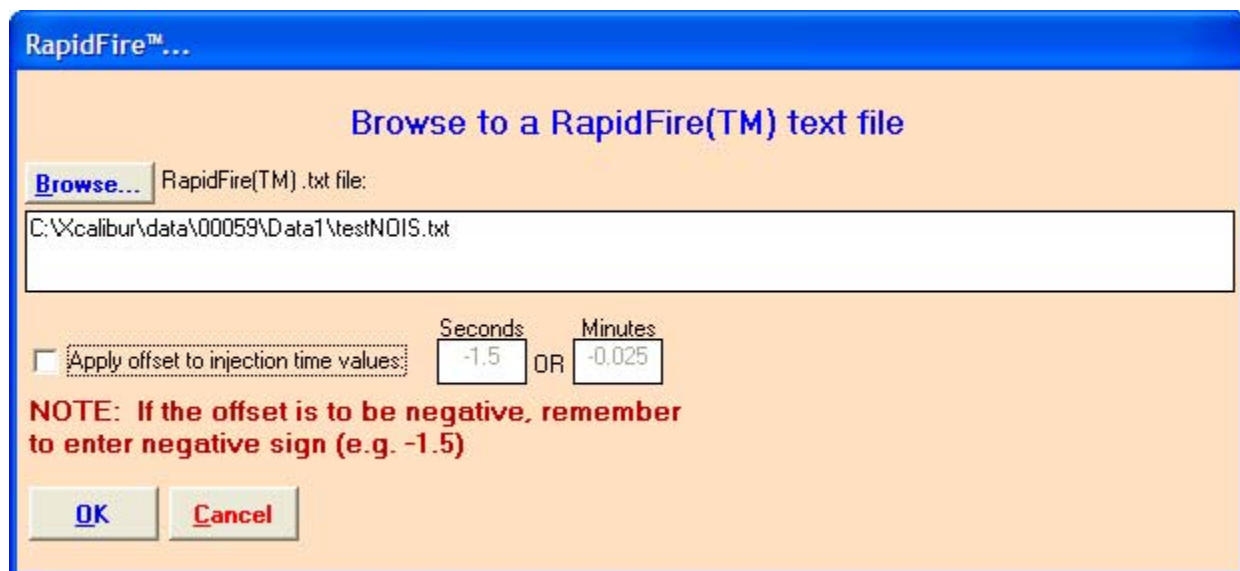 RapidFire™...
Browse to a RapidFire(TM) text file
Browse... RapidFire(TM) .txt file:
C:\Xcalibur\data\00059\Data1\testNOIS.txt
Seconds Minutes
Apply offset to injection time values: -1.5 OR -0.025
NOTE: If the offset is to be negative, remember
to enter negative sign (e.g. -1.5)
OK Cancel